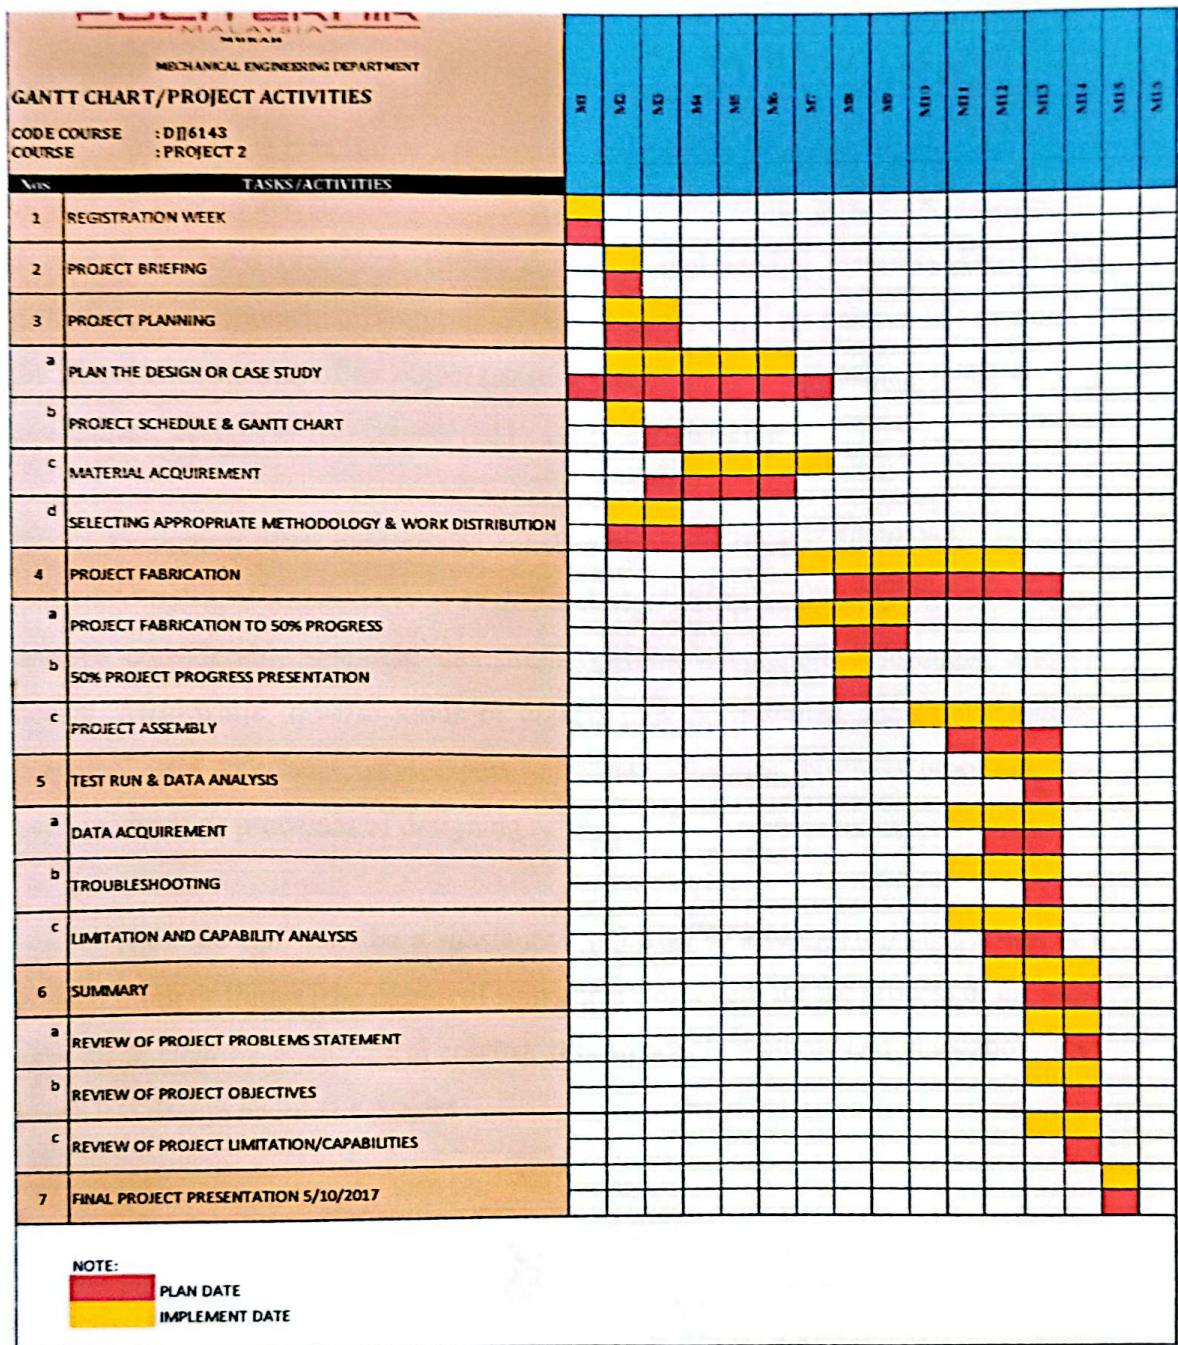 MALAYSIA
MUKAH
MECHANICAL ENGINEERING DEPARTMENT
GANTT CHART/PROJECT ACTIVITIES
CODE COURSE : DJJ6143
COURSE : PROJECT 2
M1 M2 M3 M4 M5 M6 M7 M8 M9 M10 M11 M12 M13 M14 M15 M16
Nos TASKS/ACTIVITIES
1 REGISTRATION WEEK
2 PROJECT BRIEFING
3 PROJECT PLANNING
a PLAN THE DESIGN OR CASE STUDY
b PROJECT SCHEDULE & GANTT CHART
c MATERIAL ACQUIREMENT
d SELECTING APPROPRIATE METHODOLOGY & WORK DISTRIBUTION
4 PROJECT FABRICATION
a PROJECT FABRICATION TO 50% PROGRESS
b 50% PROJECT PROGRESS PRESENTATION
c PROJECT ASSEMBLY
5 TEST RUN & DATA ANALYSIS
a DATA ACQUIREMENT
b TROUBLESHOOTING
c LIMITATION AND CAPABILITY ANALYSIS
6 SUMMARY
a REVIEW OF PROJECT PROBLEMS STATEMENT
b REVIEW OF PROJECT OBJECTIVES
c REVIEW OF PROJECT LIMITATION/CAPABILITIES
7 FINAL PROJECT PRESENTATION 5/10/2017
NOTE:
PLAN DATE
IMPLEMENT DATE